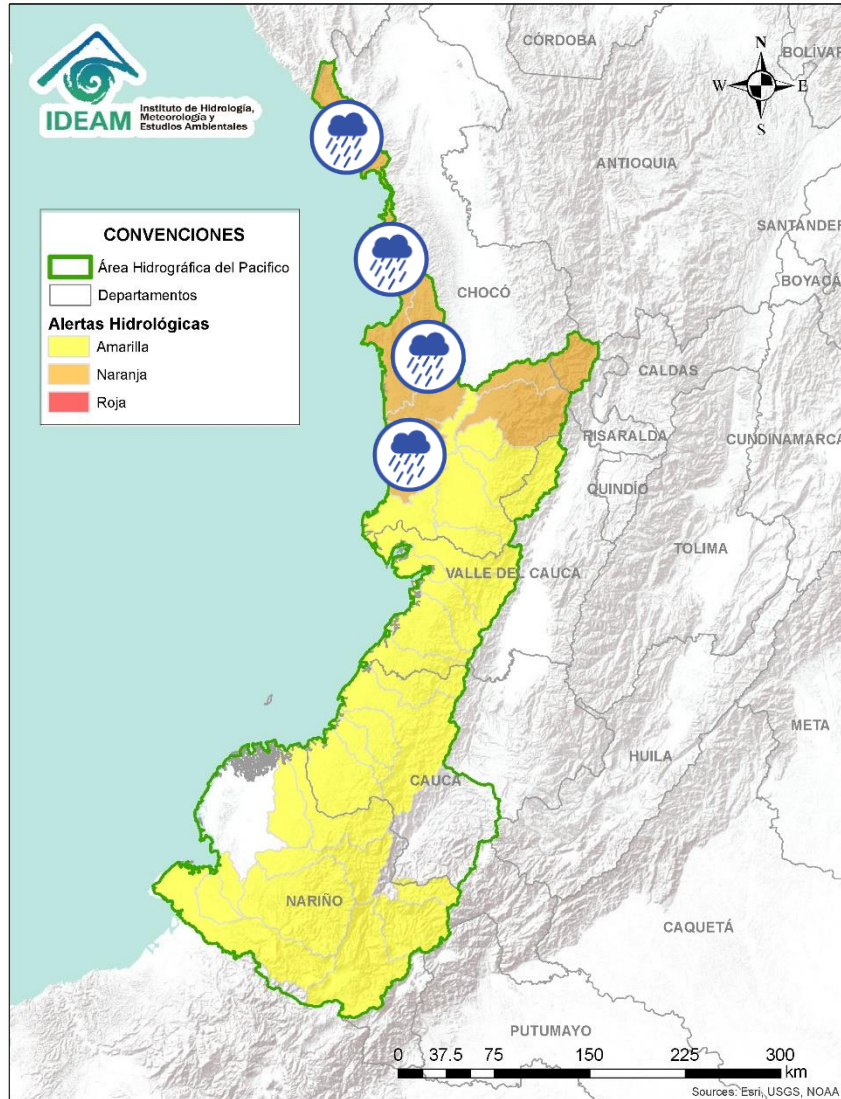 IDEAM
Instituto de Hidrología,
Meteorología y
Estudios Ambientales
N
W
E
S
CÓRDOBA
BOLÍVAR
ANTIOQUIA
SANTANDER
BOYACÁ
CONVENCIONES
Área Hidrográfica del Pacifico
Departamentos
Alertas Hidrológicas
Amarilla
Naranja
Roja
CHOCÓ
CALDAS
RISARALDA
CUNDINAMARCA
QUINDÍO
TOLIMA
VALLE DEL CAUCA
META
HUILA
CAUCA
NARIÑO
CAQUETÁ
PUTUMAYO
0 37.5 75 150 225 300
km
Sources: Esri, USGS, NOAA